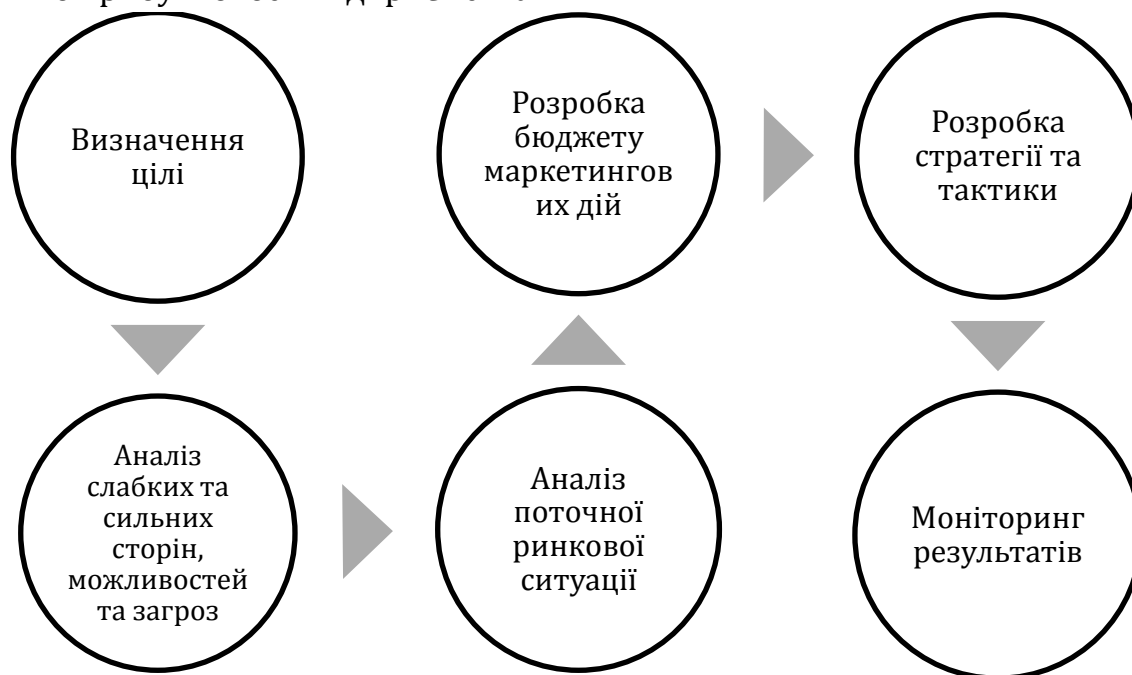 Визначення
цілі
Аналіз
слабких та
сильних
сторін,
можливостей
та загроз
Аналіз
поточної
ринкової
ситуації
Розробка
бюджету
маркетингов
их дій
Розробка
стратегії та
тактики
Моніторинг
результатів